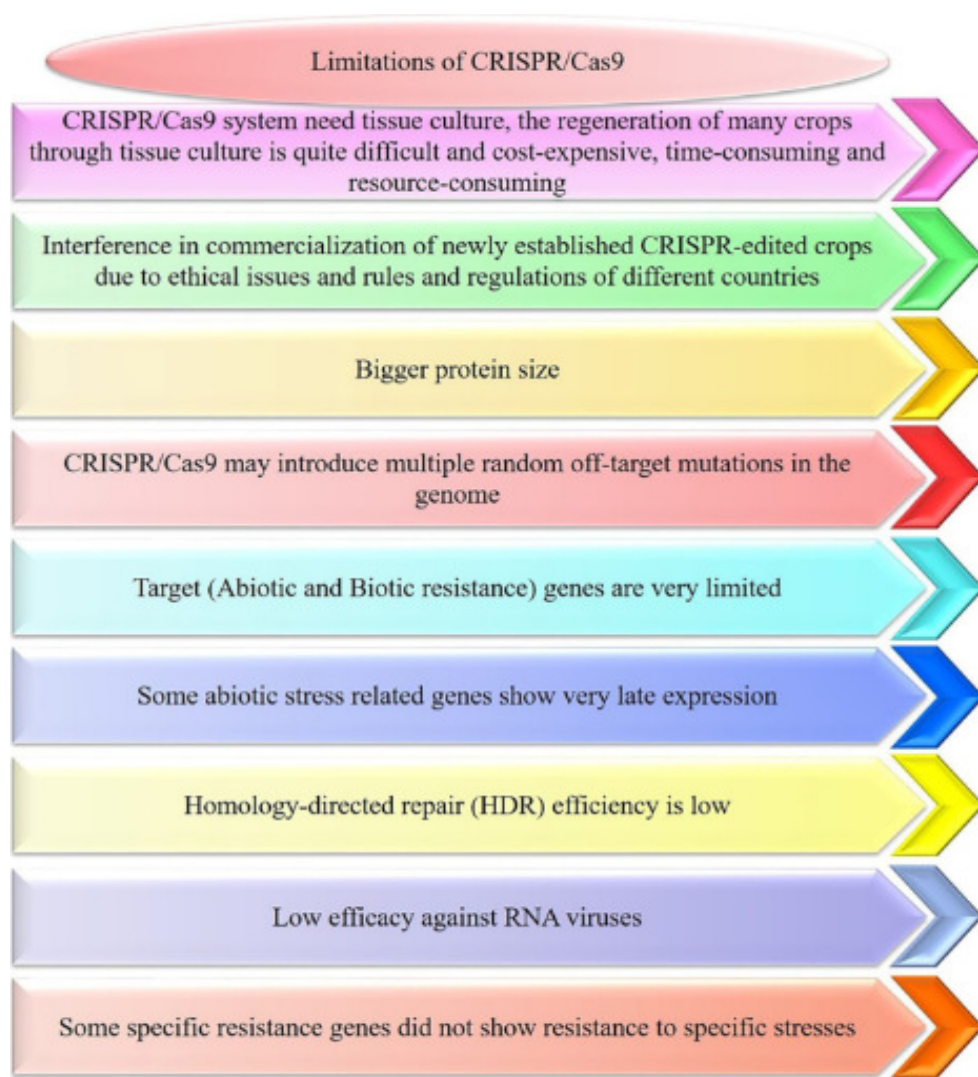 Limitations of CRISPR/Cas9
CRISPR/Cas9 system need tissue culture, the regeneration of many crops
through tissue culture is quite difficult and cost-expensive, time-consuming and
resource-consuming
Interference in commercialization of newly established CRISPR-edited crops
due to ethical issues and rules and regulations of different countries
Bigger protein size
CRISPR/Cas9 may introduce multiple random off-target mutations in the
genome
Target (Abiotic and Biotic resistance) genes are very limited
Some abiotic stress related genes show very late expression
Homology-directed repair (HDR) efficiency is low
Low efficacy against RNA viruses
Some specific resistance genes did not show resistance to specific stresses